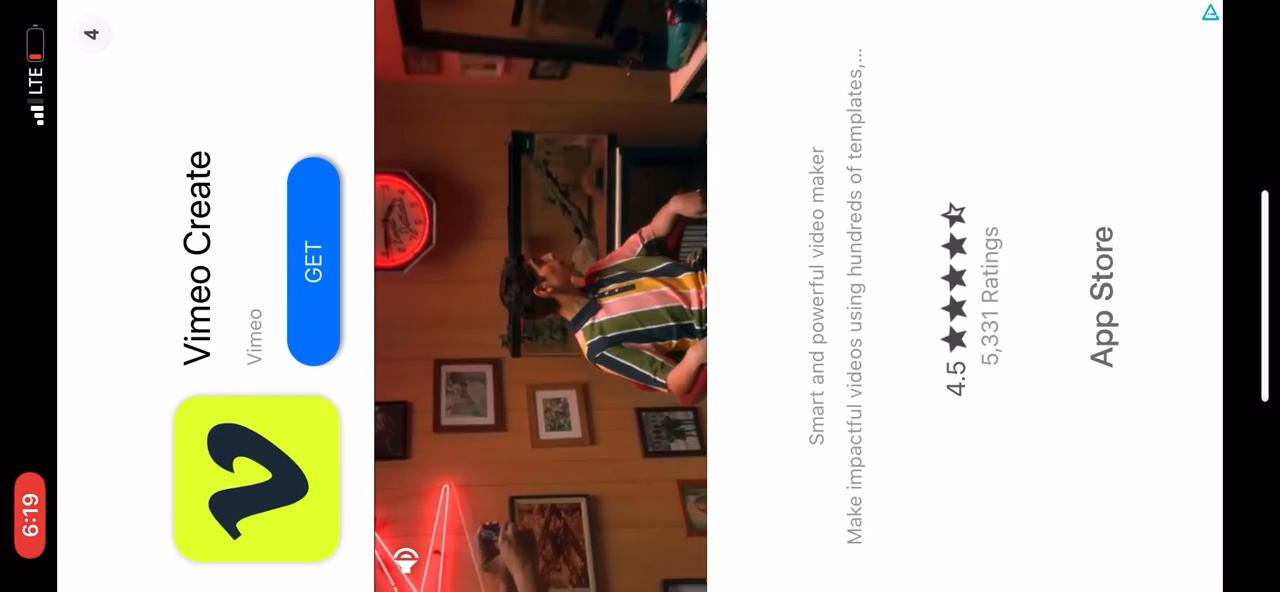 6:19
LTE
4
Vimeo Create
Vimeo
GET
Smart and powerful video maker
Make impactful videos using hundreds of templates,...
4.5
5,331 Ratings
App Store